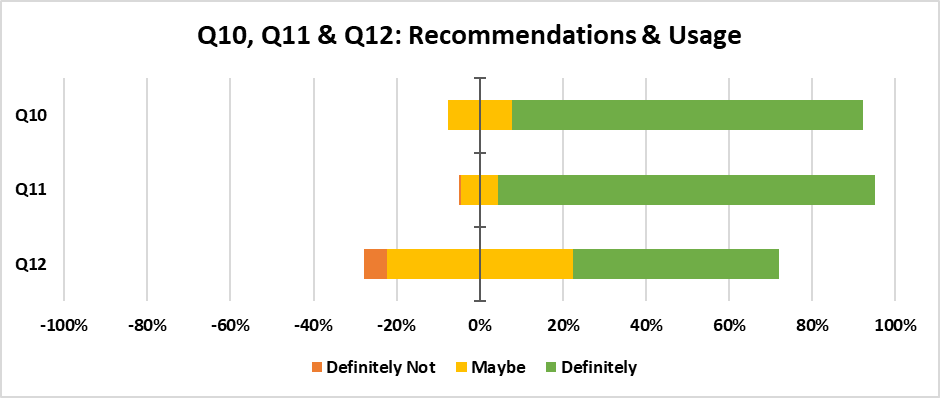 Q10, Q11 & Q12: Recommendations & Usage
Q10
Q11
Q12
-100% -80% -60% -40% -20% 0% 20% 40% 60% 80% 100%
Definitely Not Maybe Definitely